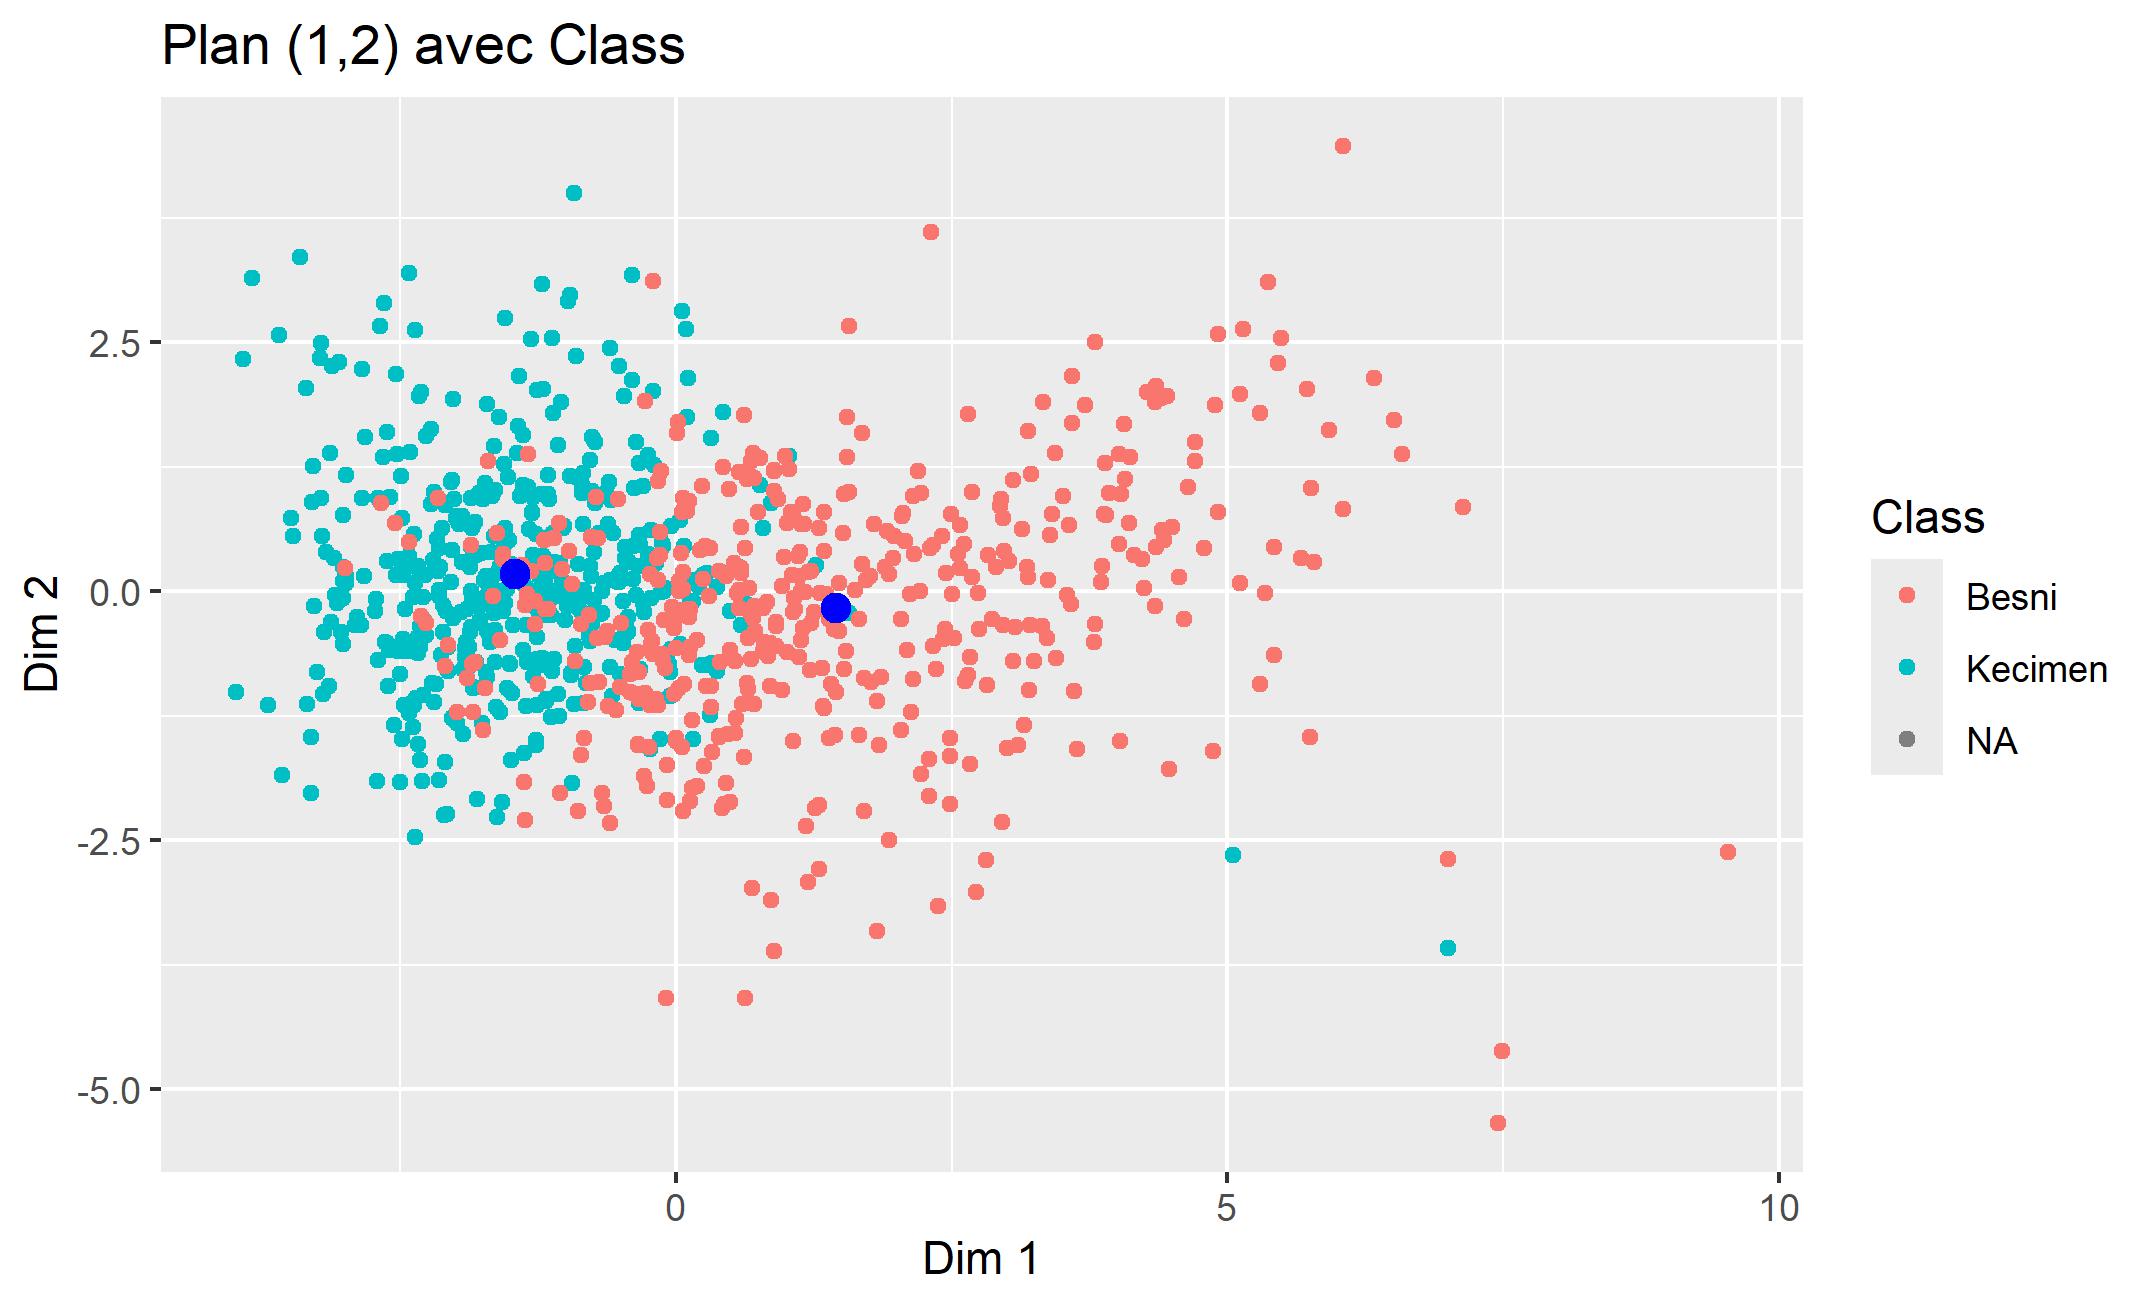 Plan (1,2) avec Class
2.5
0.0
-2.5
-5.0
Dim 2
0
5
10
Dim 1
Class
Besni
Kecimen
NA